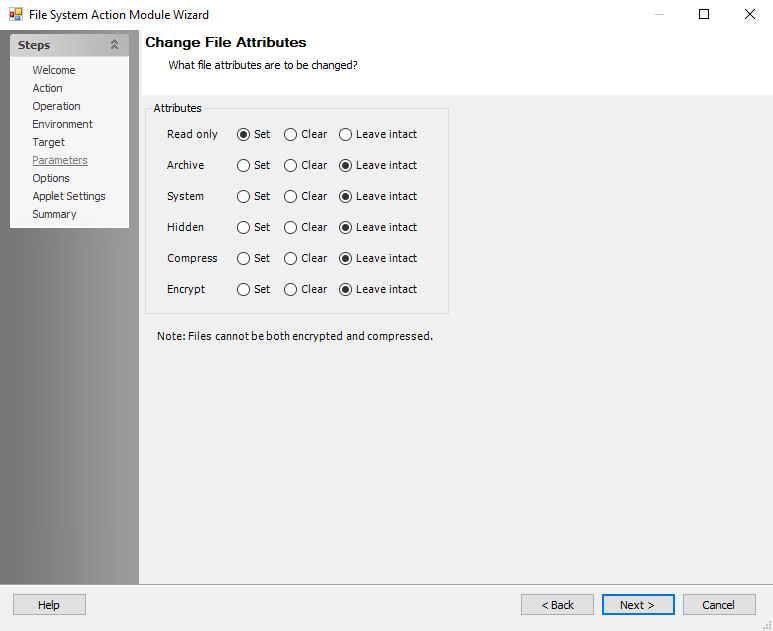 File System Action Module Wizard
Steps
Welcome
Action
Operation
Environment
Target
Parameters
Options
Applet Settings
Summary
Change File Attributes
What file attributes are to be changed?
Attributes
Read only Set Clear Leave intact
Archive Set Clear Leave intact
System Set Clear Leave intact
Hidden Set Clear Leave intact
Compress Set Clear Leave intact
Encrypt Set Clear Leave intact
Note: Files cannot be both encrypted and compressed.
Help < Back Next > Cancel